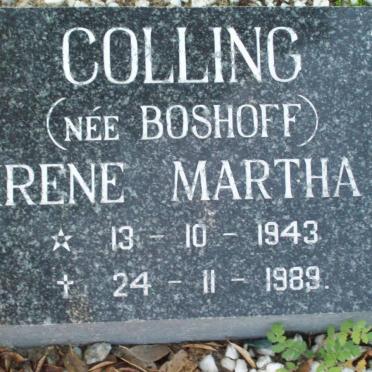 COLLING
(NÉE BOSHOFF)
RENE MARTHA
☆ 13 - 10 - 1943
✝ 24 - 11 - 1989.